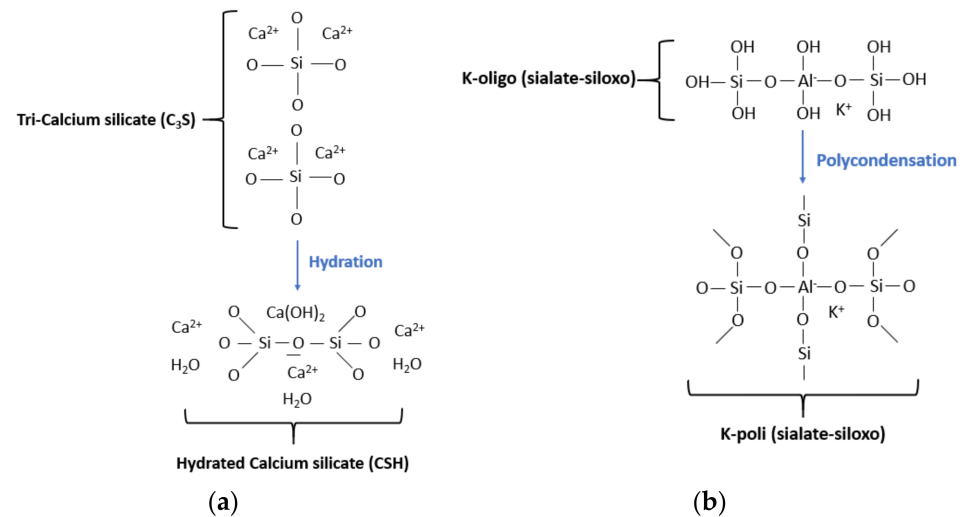 O
Ca2+ Ca2+
O — Si — O
O
Tri-Calcium silicate (C3S)
O
Ca2+ Ca2+
O — Si — O
O
Hydration
O Ca(OH)2 O
Ca2+ Ca2+
O — Si — O — Si — O
H2O O Ca2+ O H2O
H2O
Hydrated Calcium silicate (CSH)
(a)
OH OH OH
K-oligo (sialate-siloxo)
OH — Si — O — Al- — O — Si — OH
OH OH K+ OH
Polycondensation
Si
O O O
O — Si — O — Al- — O — Si — O
K+
O O O
Si
K-poli (sialate-siloxo)
(b)